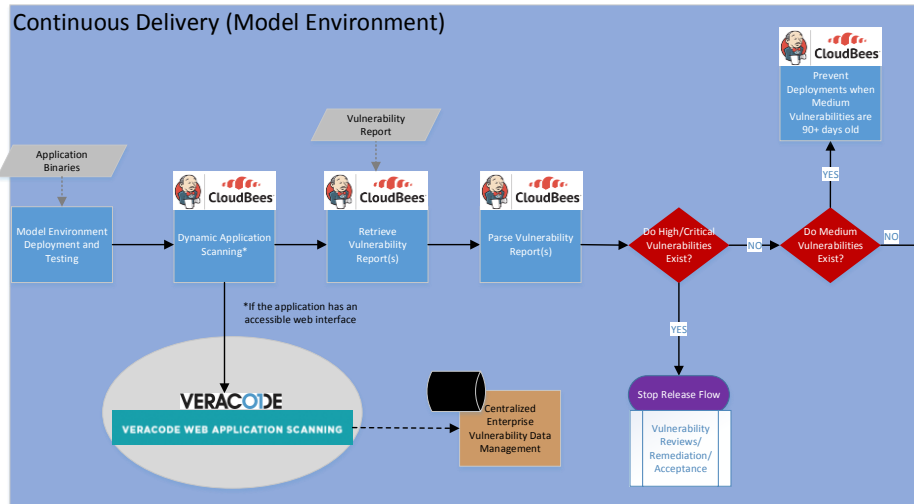 Continuous Delivery (Model Environment)
CloudBees
Prevent
Deployments when
Medium
Vulnerabilities are
90+ days old
Vulnerability
Report
Application
Binaries
CloudBees
CloudBees
CloudBees
YES
Model Environment
Deployment and
Testing
Dynamic Application
Scanning*
Retrieve
Vulnerability
Report(s)
Parse Vulnerability
Report(s)
Do High/Critical
Vulnerabilities
Exist?
NO
Do Medium
Vulnerabilities
Exist?
NO
*If the application has an
accessible web interface
YES
VERACODE
VERACODE WEB APPLICATION SCANNING
Centralized
Enterprise
Vulnerability Data
Management
Stop Release Flow
Vulnerability
Reviews/
Remediation/
Acceptance